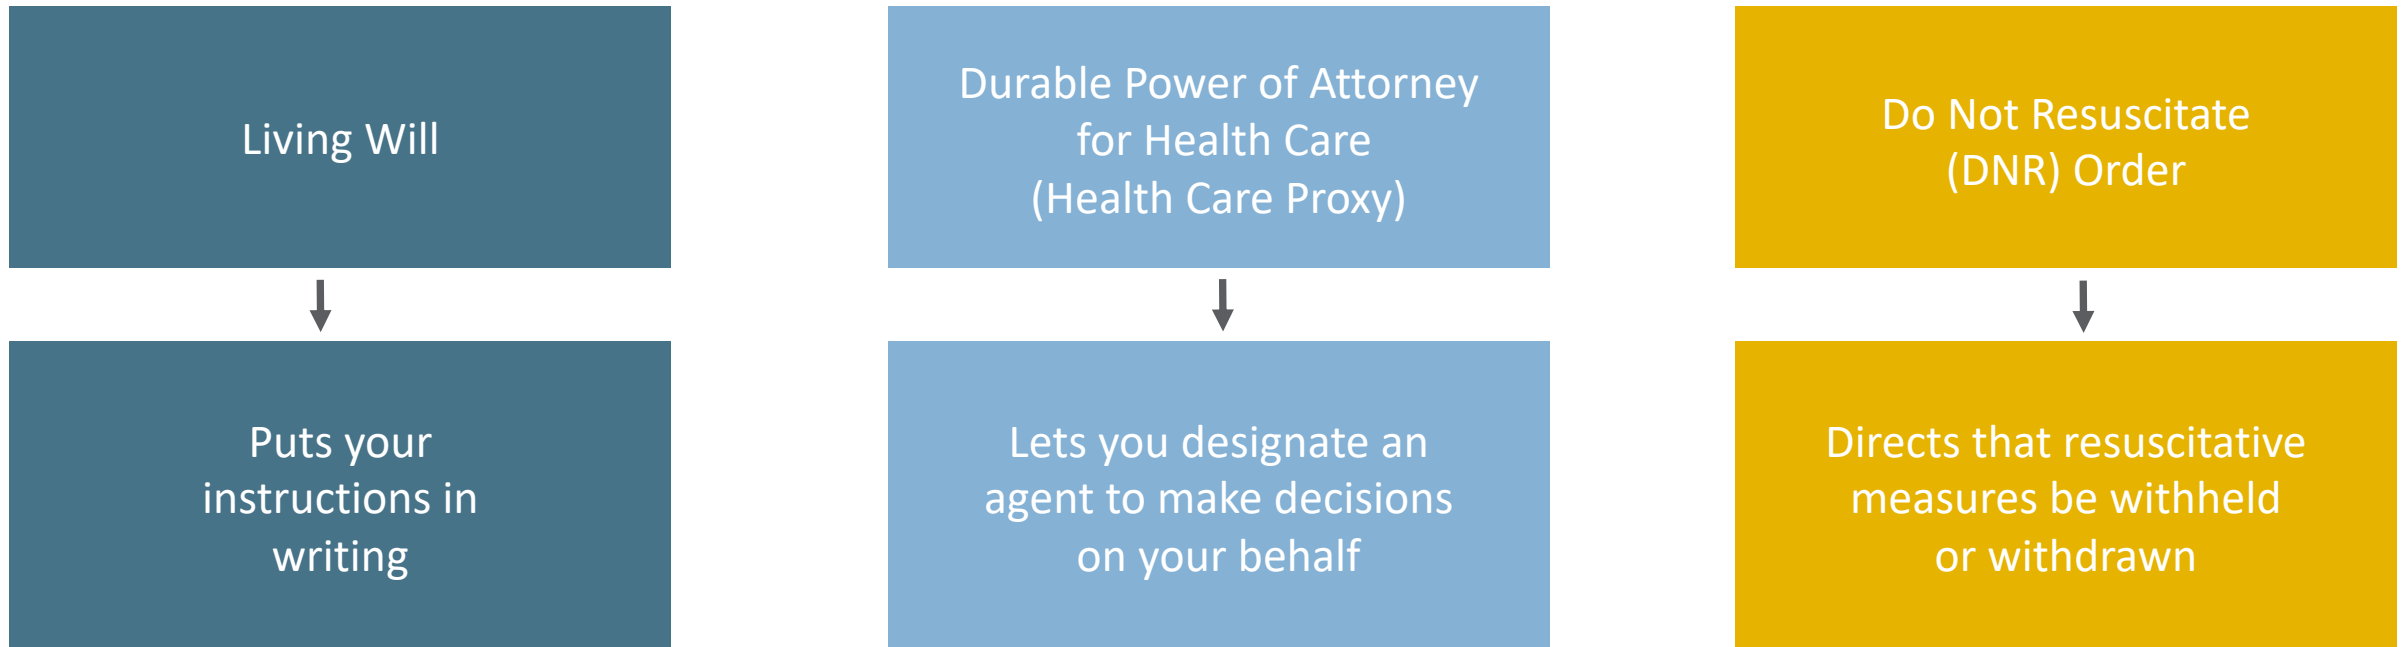 Living Will
Durable Power of Attorney
for Health Care
(Health Care Proxy)
Do Not Resuscitate
(DNR) Order
Puts your
instructions in
writing
Lets you designate an
agent to make decisions
on your behalf
Directs that resuscitative
measures be withheld
or withdrawn